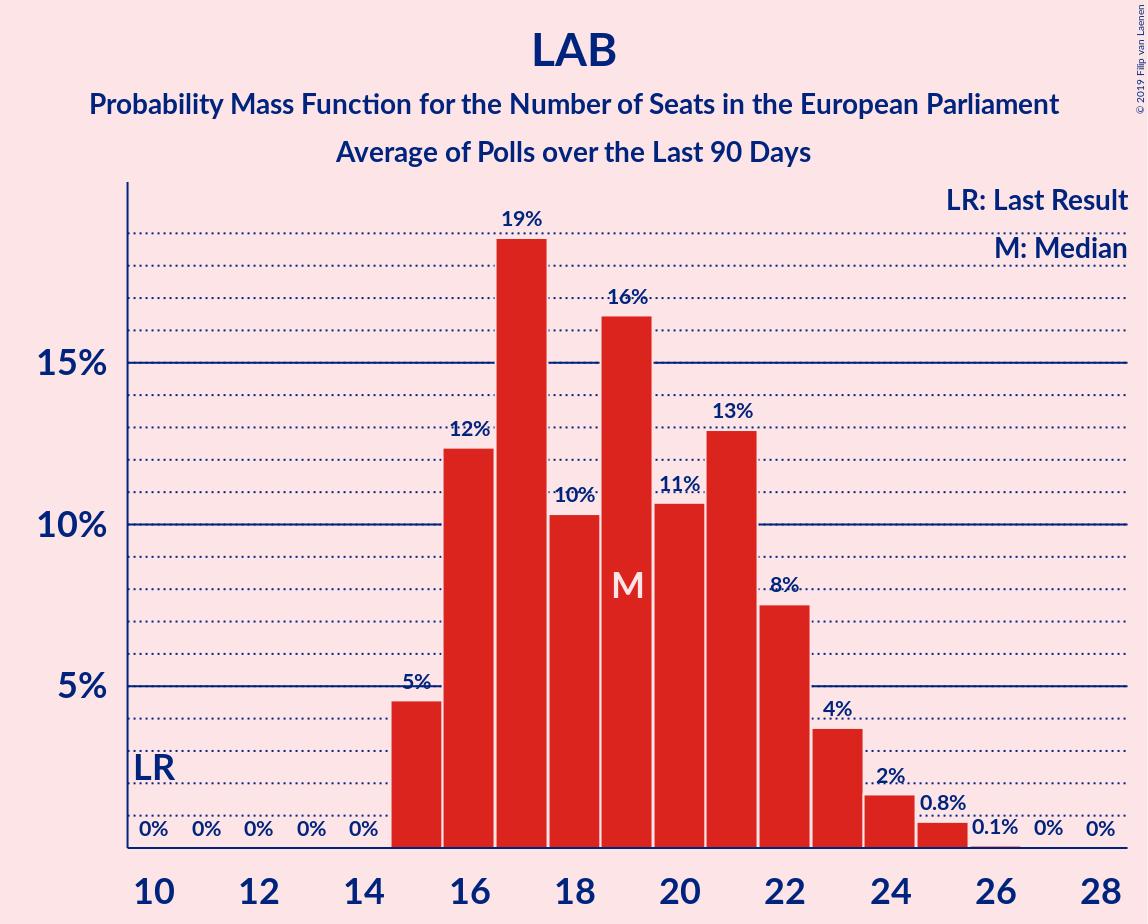 LAB
Probability Mass Function for the Number of Seats in the European Parliament
Average of Polls over the Last 90 Days
© 2019 Filip van Laenen
LR: Last Result
M: Median
19%
16%
15%
13%
12%
11%
10%
10%
M
8%
5%
5%
4%
LR
2%
0.8%
0% 0% 0% 0% 0% 0.1% 0% 0%
10 12 14 16 18 20 22 24 26 28